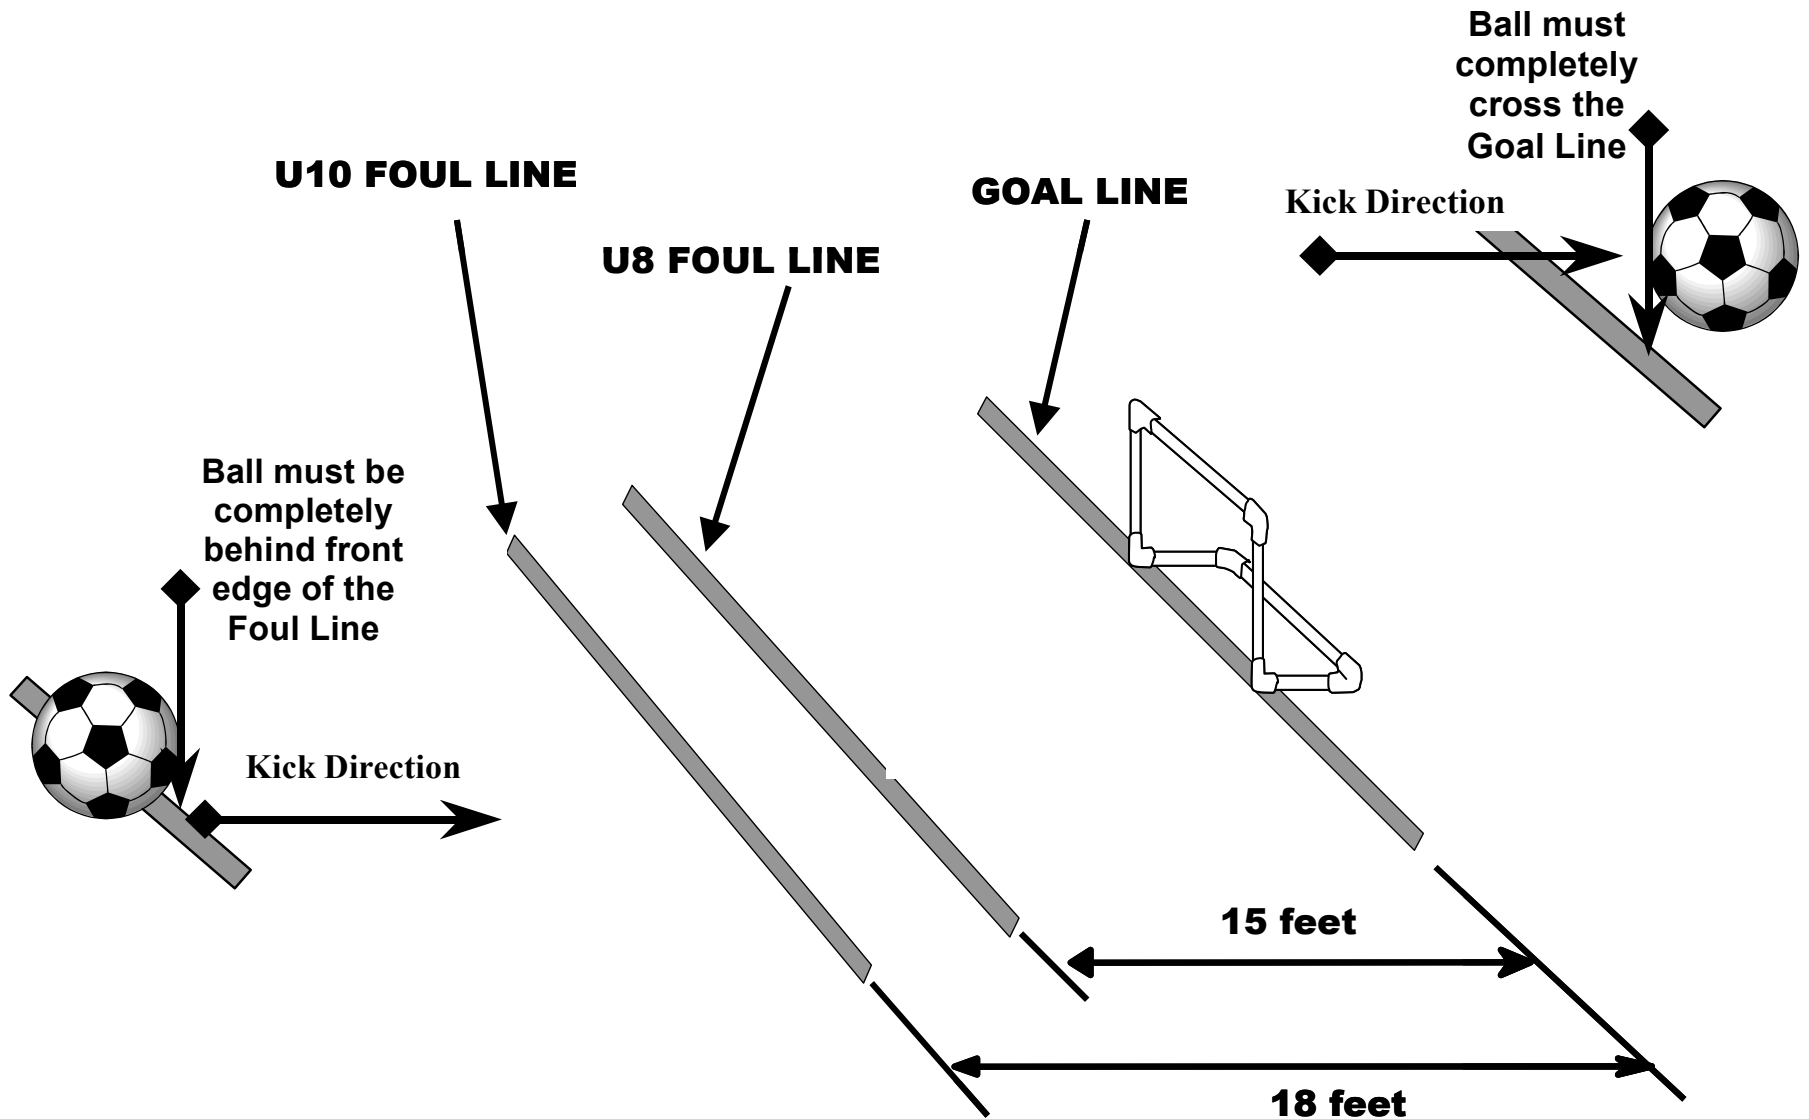 Ball must
completely
cross the
Goal Line
U10 FOUL LINE
GOAL LINE
Kick Direction
U8 FOUL LINE
Ball must be
completely
behind front
edge of the
Foul Line
Kick Direction
15 feet
18 feet